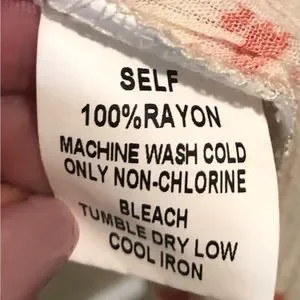 SELF
100%RAYON
MACHINE WASH COLD
ONLY NON-CHLORINE
BLEACH
TUMBLE DRY LOW
COOL IRON